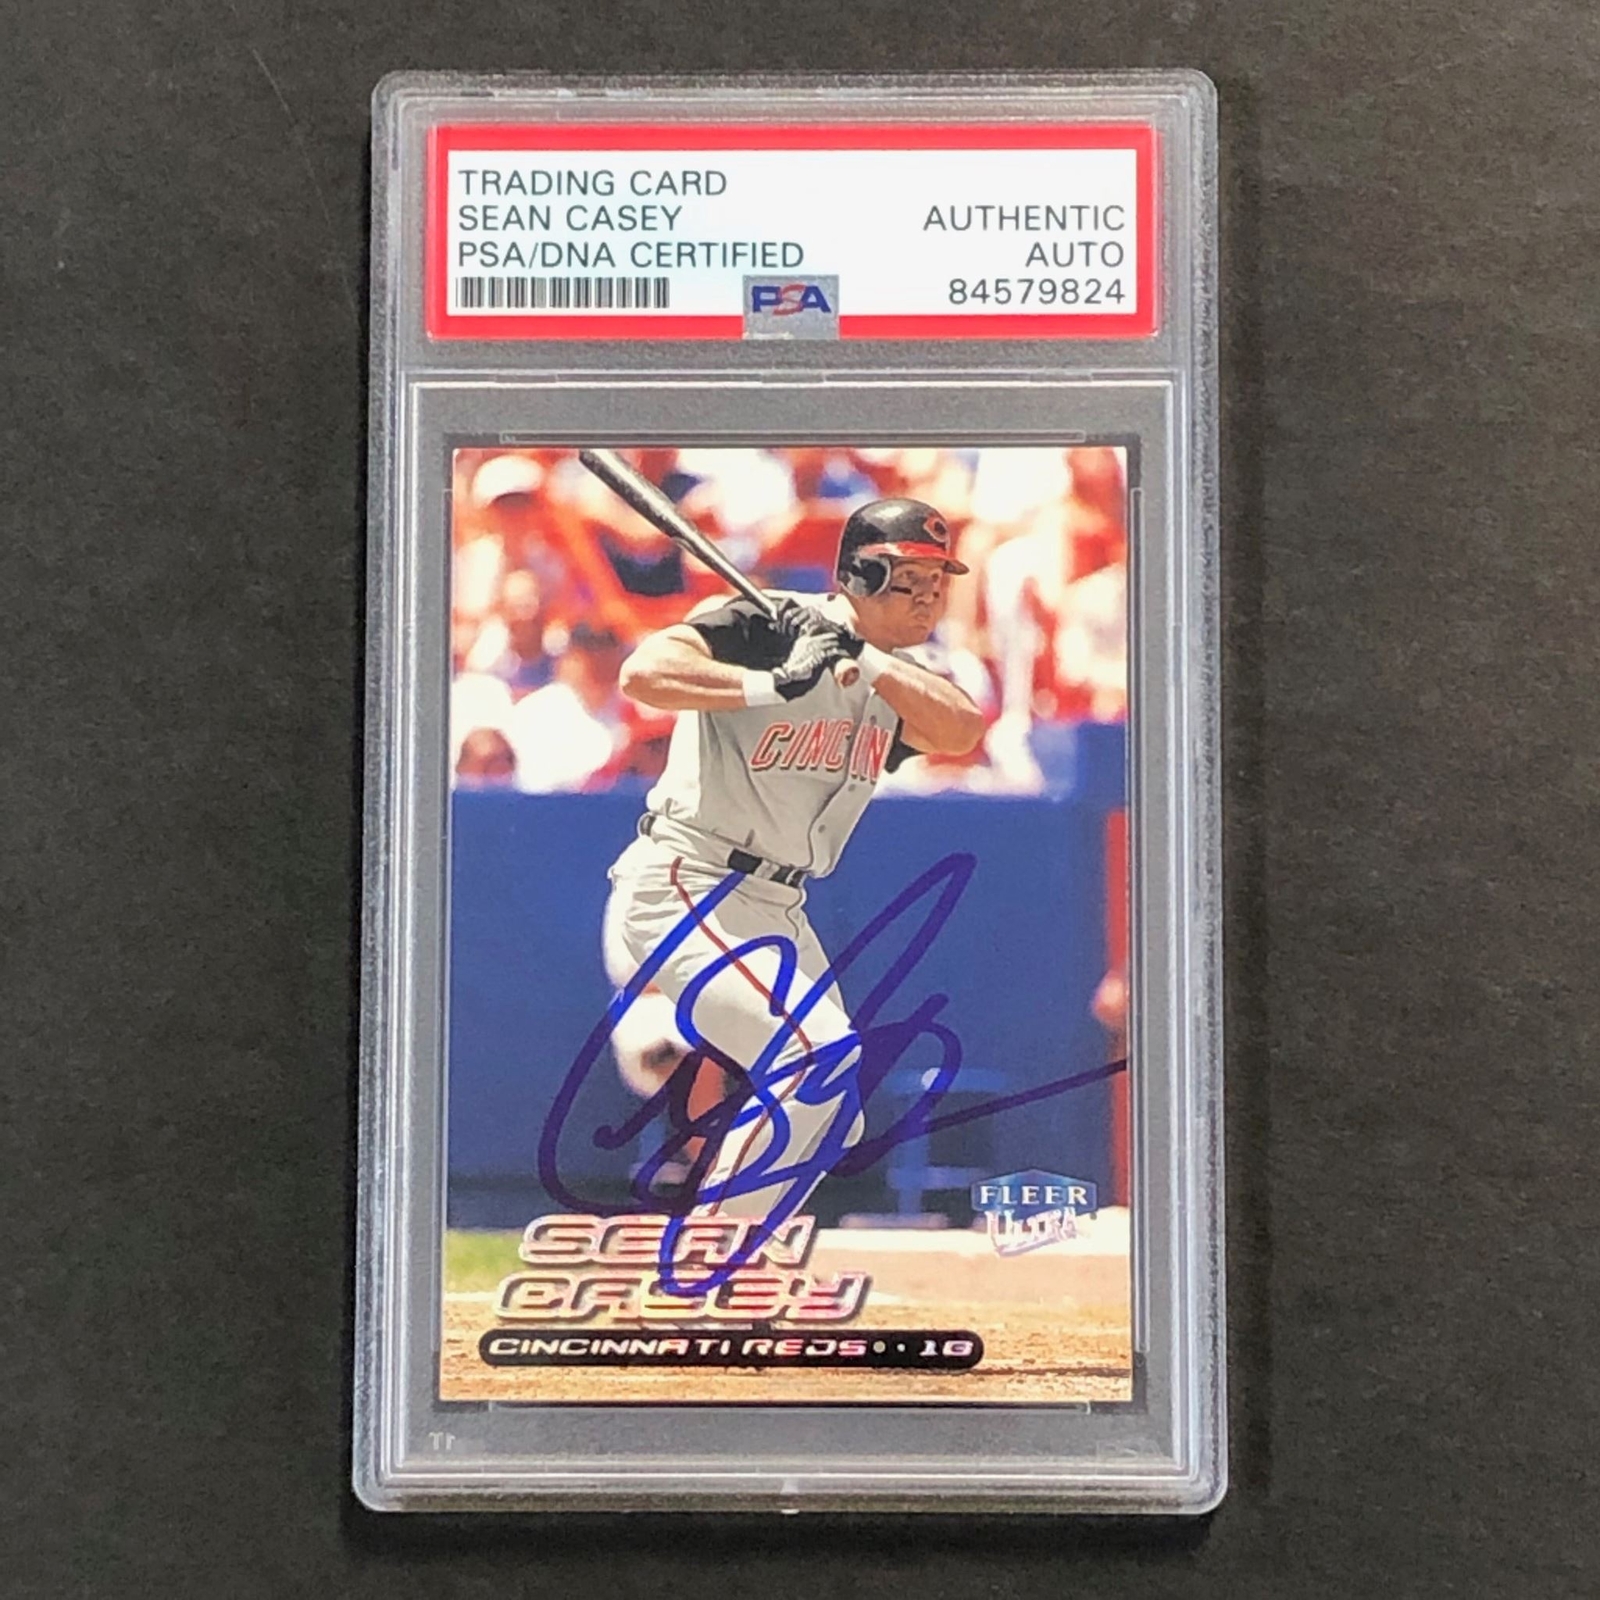 TRADING CARD
SEAN CASEY
PSA/DNA CERTIFIED
AUTHENTIC
AUTO
84579824
PSA
C
CINCIN
FLEER
ULTRA
SEAN
CASEY
CINCINNATI REDS • • 1B